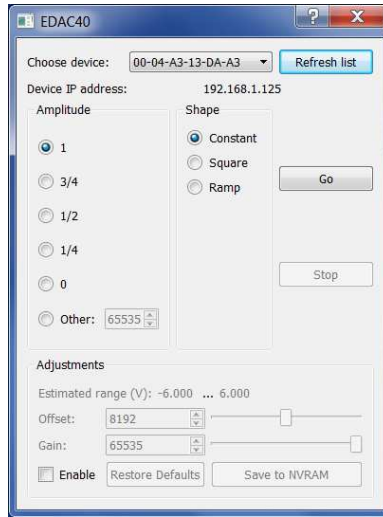 EDAC40
Choose device: 00-04-A3-13-DA-A3 Refresh list
Device IP address: 192.168.1.125
Amplitude
1
3/4
1/2
1/4
0
Other: 65535
Shape
Constant
Square
Ramp
Go
Stop
Adjustments
Estimated range (V): -6.000 ... 6.000
Offset: 8192
Gain: 65535
Enable Restore Defaults Save to NVRAM